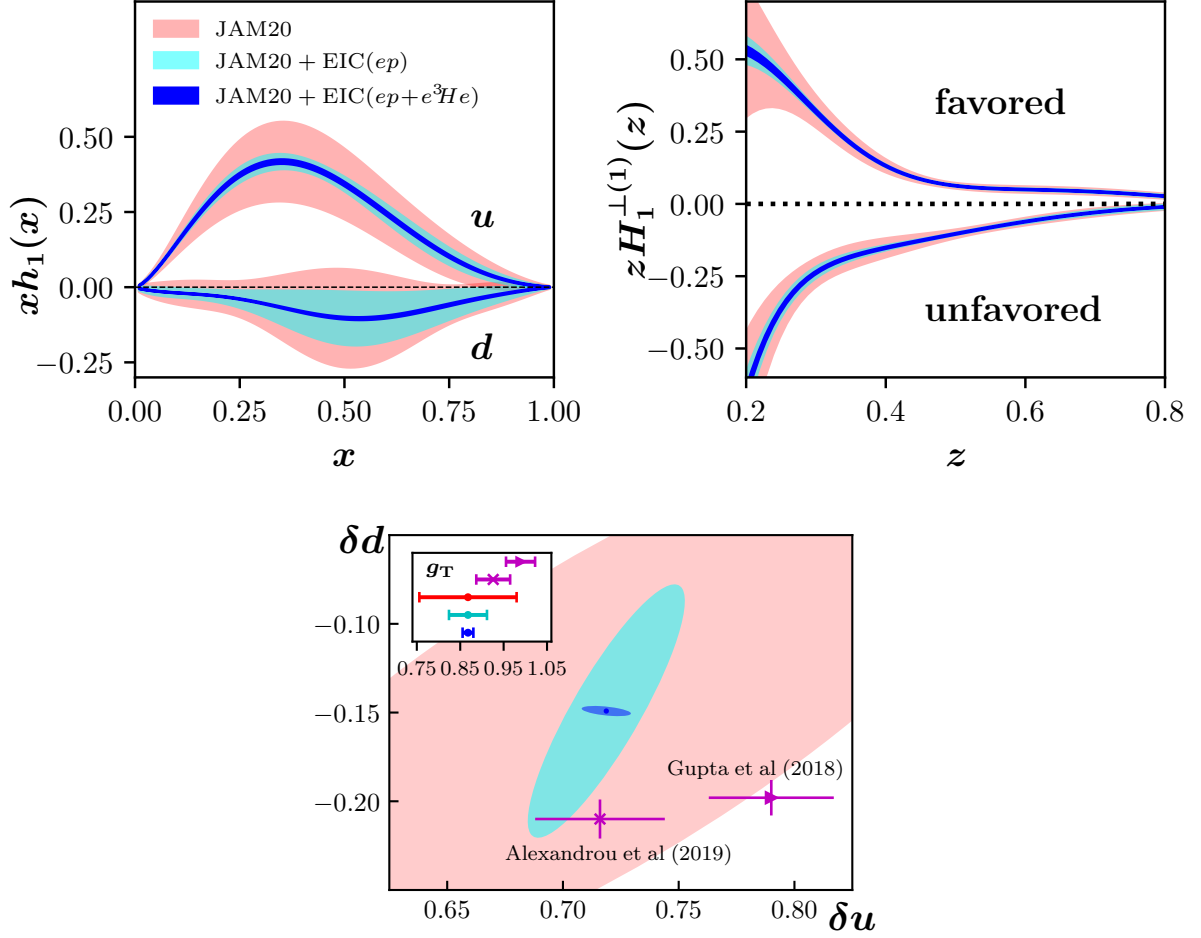 JAM20
JAM20 + EIC(ep)
JAM20 + EIC(ep+e³He)
0.50
0.25
0.00
−0.25
xh₁(x)
u
d
0.00 0.25 0.50 0.75 1.00
x
0.50
0.25
0.00
−0.25
−0.50
zH₁^⊥(1)(z)
favored
unfavored
0.2 0.4 0.6 0.8
z
δd
g_T
0.75 0.85 0.95 1.05
−0.10
−0.15
−0.20
Gupta et al (2018)
Alexandrou et al (2019)
0.65 0.70 0.75 0.80
δu